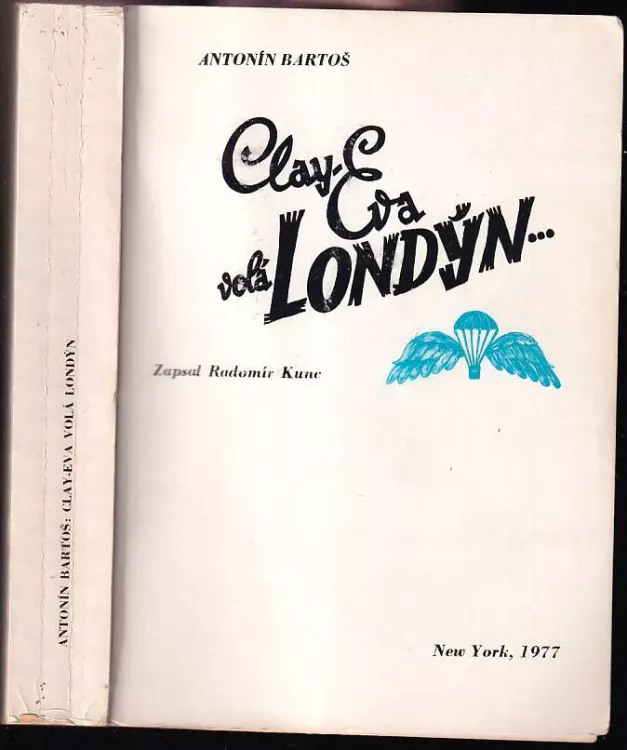 ANTONÍN BARTOŠ: CLAY-EVA VOLÁ LONDÝN
ANTONÍN BARTOŠ
Clay-
Eva
volá LONDÝN...
Zapsal Radomír Kunc
New York, 1977